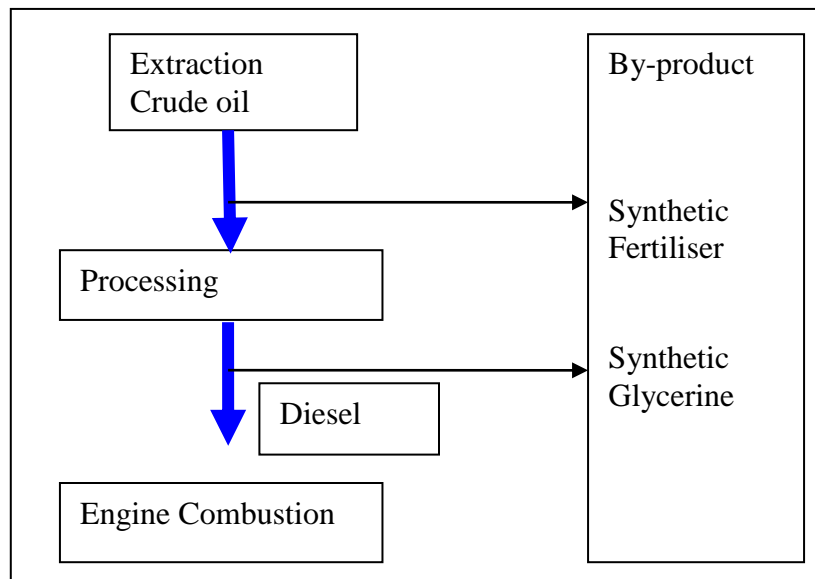 Extraction
Crude oil
By-product
Synthetic
Fertiliser
Processing
Synthetic
Glycerine
Diesel
Engine Combustion